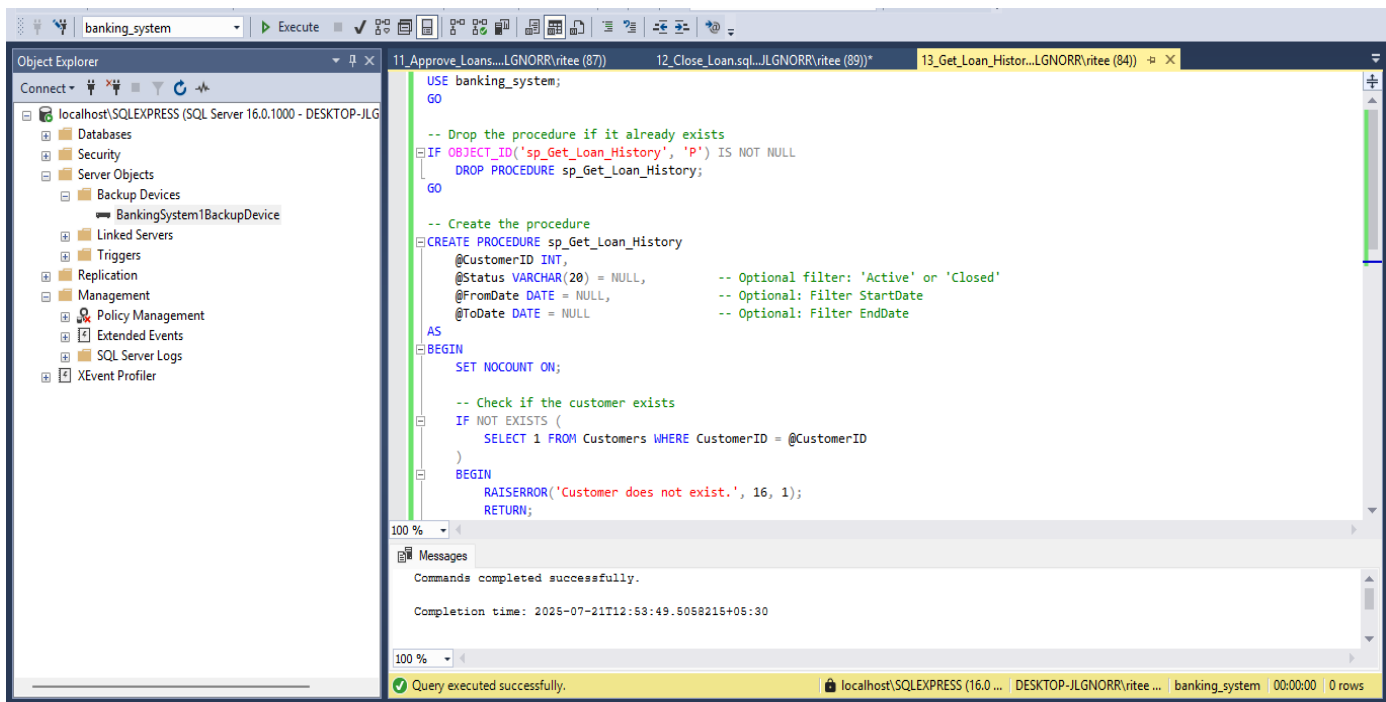 banking_system
Execute
Object Explorer
Connect
localhost\SQLEXPRESS (SQL Server 16.0.1000 - DESKTOP-JLG
Databases
Security
Server Objects
Backup Devices
BankingSystem1BackupDevice
Linked Servers
Triggers
Replication
Management
Policy Management
Extended Events
SQL Server Logs
XEvent Profiler
11_Approve_Loans....LGNORR\ritee (87))
12_Close_Loan.sql...JLGNORR\ritee (89))*
13_Get_Loan_Histor...LGNORR\ritee (84))
USE banking_system;
GO
-- Drop the procedure if it already exists
IF OBJECT_ID('sp_Get_Loan_History', 'P') IS NOT NULL
DROP PROCEDURE sp_Get_Loan_History;
GO
-- Create the procedure
CREATE PROCEDURE sp_Get_Loan_History
@CustomerID INT,
@Status VARCHAR(20) = NULL, -- Optional filter: 'Active' or 'Closed'
@FromDate DATE = NULL, -- Optional: Filter StartDate
@ToDate DATE = NULL -- Optional: Filter EndDate
AS
BEGIN
SET NOCOUNT ON;
-- Check if the customer exists
IF NOT EXISTS (
SELECT 1 FROM Customers WHERE CustomerID = @CustomerID
)
BEGIN
RAISERROR('Customer does not exist.', 16, 1);
RETURN;
100 %
Messages
Commands completed successfully.
Completion time: 2025-07-21T12:53:49.5058215+05:30
100 %
Query executed successfully.
localhost\SQLEXPRESS (16.0 ...
DESKTOP-JLGNORR\ritee ...
banking_system
00:00:00
0 rows